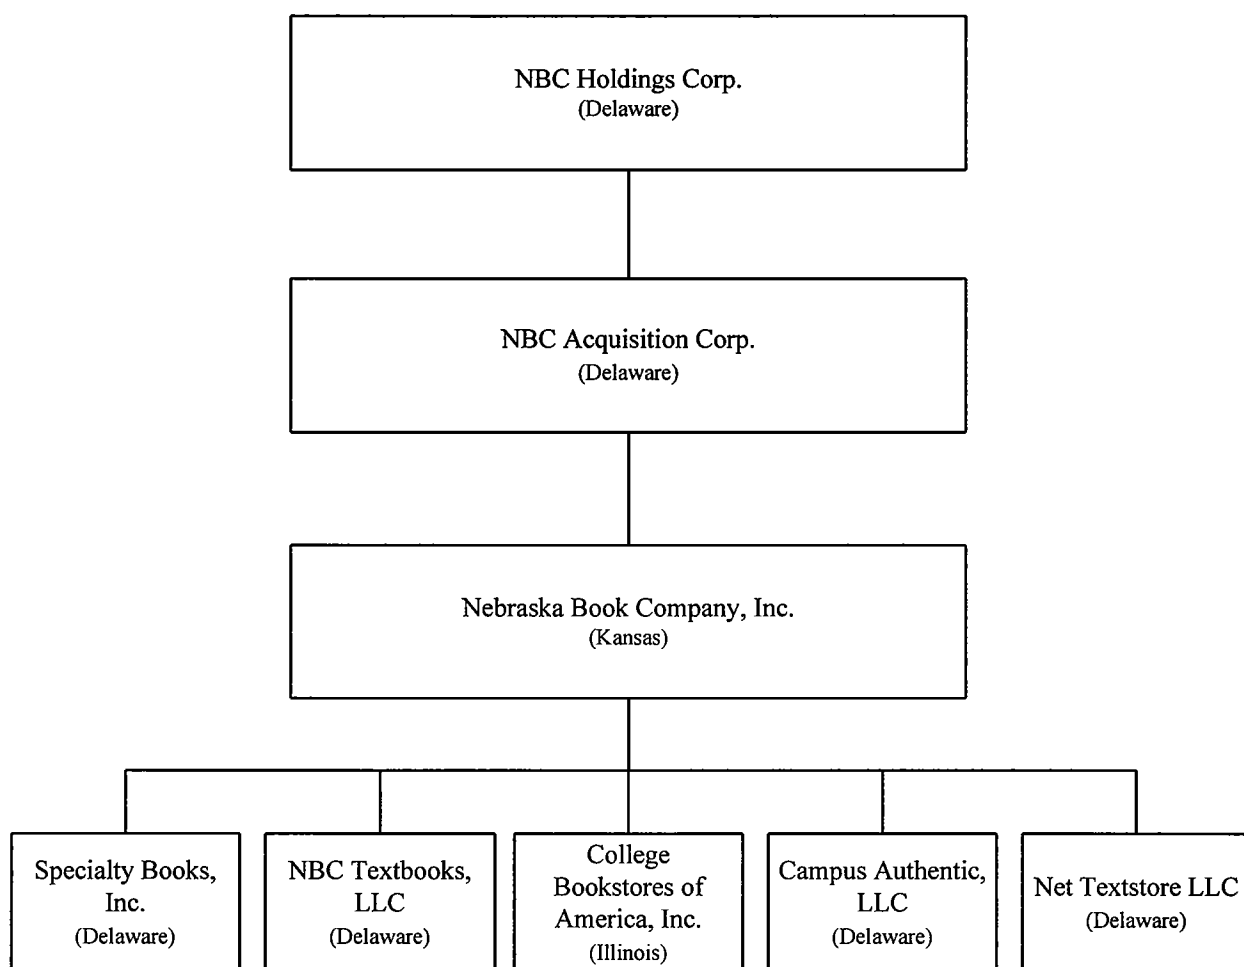 NBC Holdings Corp.
(Delaware)
NBC Acquisition Corp.
(Delaware)
Nebraska Book Company, Inc.
(Kansas)
Specialty Books,
Inc.
(Delaware)
NBC Textbooks,
LLC
(Delaware)
College
Bookstores of
America, Inc.
(Illinois)
Campus Authentic,
LLC
(Delaware)
Net Textstore LLC
(Delaware)